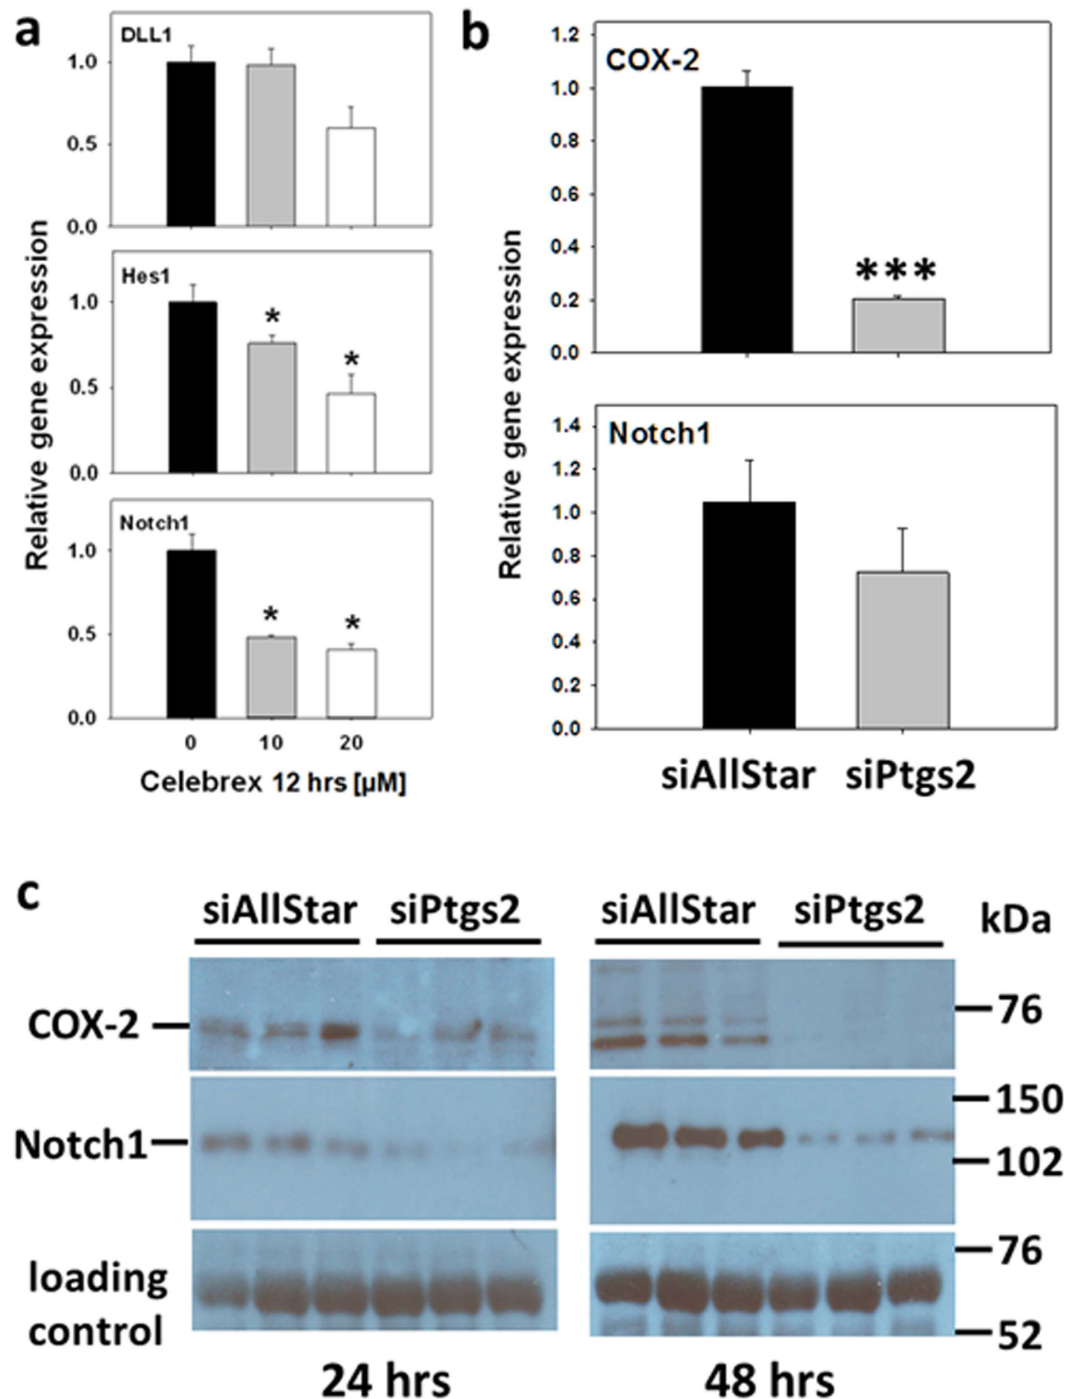 a
DLL1
1.0
0.5
0.0
Hes1
1.0
*
*
0.5
0.0
Notch1
1.0
*
*
0.5
0.0
0 10 20
Celebrex 12 hrs [µM]
Relative gene expression
b
1.2
COX-2
1.0
0.8
0.6
0.4
***
0.2
0.0
1.4
Notch1
1.2
1.0
0.8
0.6
0.4
0.2
0.0
Relative gene expression
siAllStar siPtgs2
c
siAllStar siPtgs2 siAllStar siPtgs2 kDa
COX-2 76
150
Notch1 102
loading
control
76
52
24 hrs 48 hrs